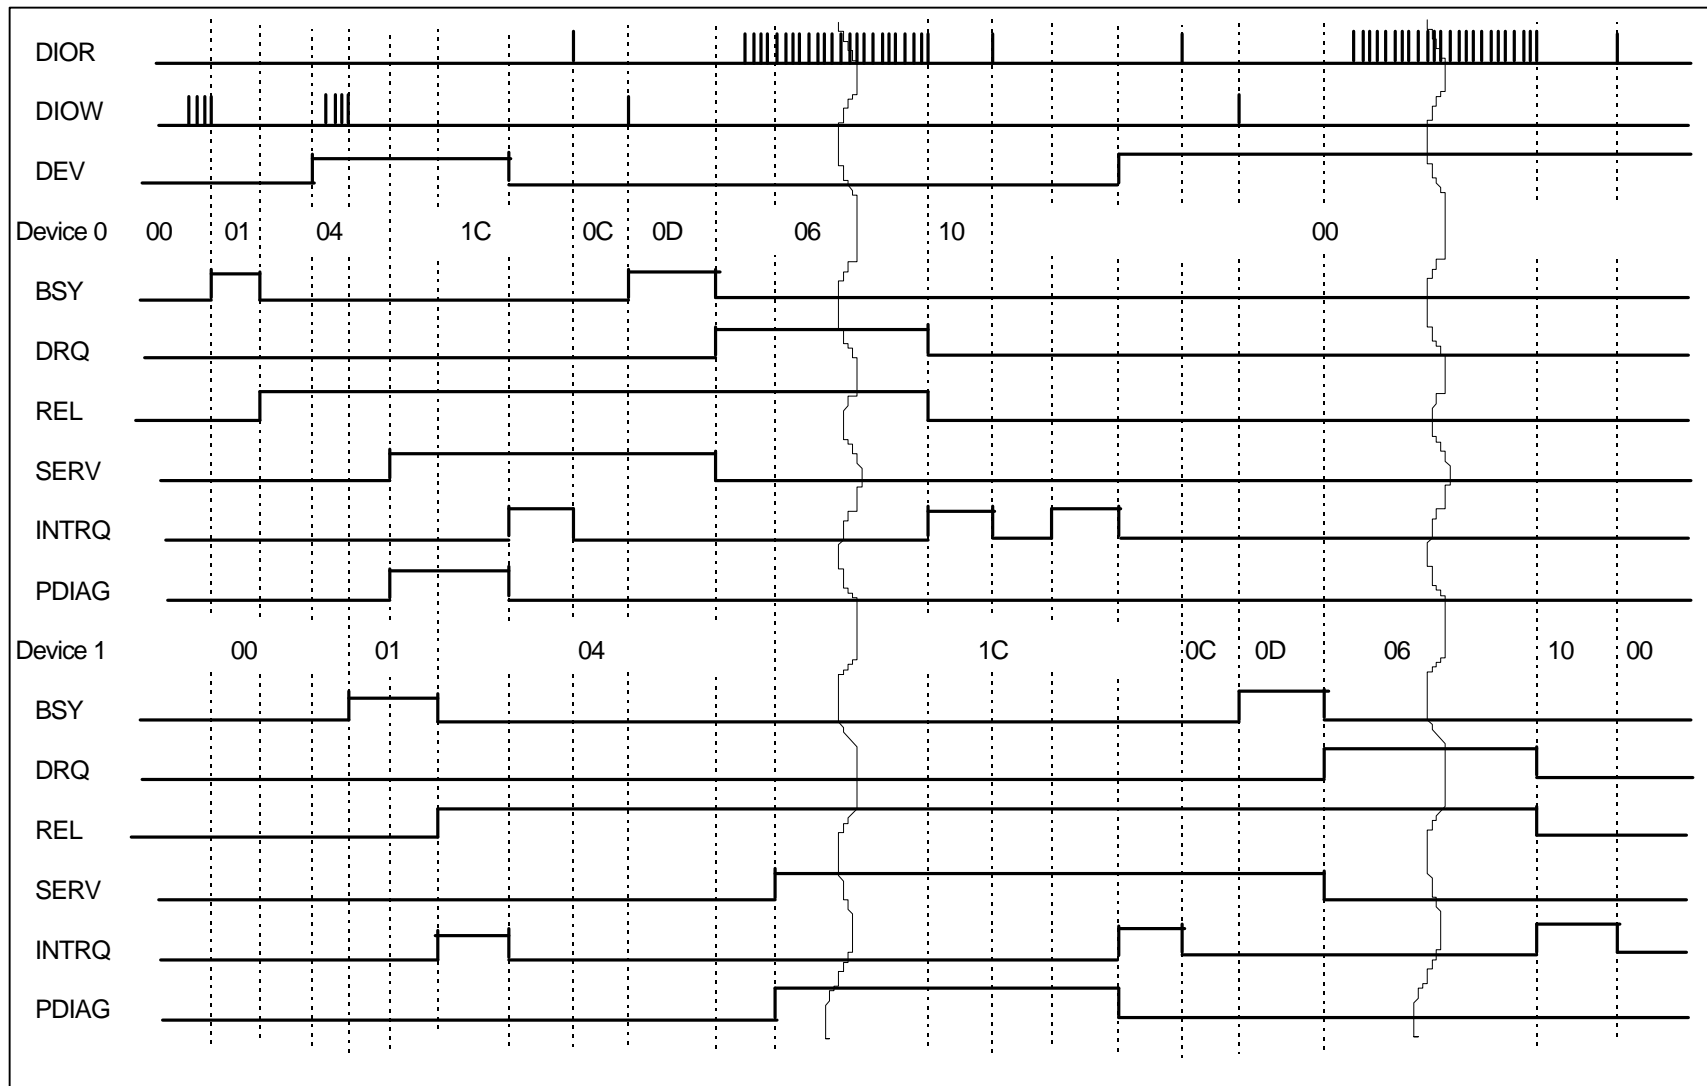 DIOR
DIOW
DEV
Device 0 00 01 04 1C 0C 0D 06 10 00
BSY
DRQ
REL
SERV
INTRQ
PDIAG
Device 1 00 01 04 1C 0C 0D 06 10 00
BSY
DRQ
REL
SERV
INTRQ
PDIAG